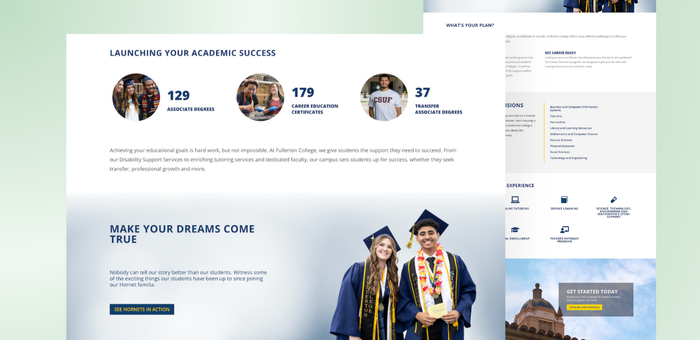 LAUNCHING YOUR ACADEMIC SUCCESS
129
ASSOCIATE DEGREES
179
CAREER EDUCATION
CERTIFICATES
CSUF
37
TRANSFER
ASSOCIATE DEGREES
Achieving your educational goals is hard work, but not impossible. At Fullerton College, we give students the support they need to succeed. From
our Disability Support Services to enriching tutoring services and dedicated faculty, our campus sets students up for success, whether they seek
transfer, professional growth and more.
MAKE YOUR DREAMS COME
TRUE
Nobody can tell our story better than our students. Witness some
of the exciting things our students have been up to since joining
our Hornet familia.
SEE HORNETS IN ACTION
WHAT'S YOUR PLAN?
GET CAREER READY
Business and Computer Information
Systems
Fine Arts
Humanities
Library and Learning Resources
Mathematics and Computer Science
Natural Sciences
Physical Education
Social Sciences
Technology and Engineering
EXPERIENCE
SERVICE LEARNING
SCIENCE, TECHNOLOGY,
ENGINEERING AND
MATHEMATICS (STEM)
SUPPORT
TEACHER PATHWAY
PROGRAM
GET STARTED TODAY